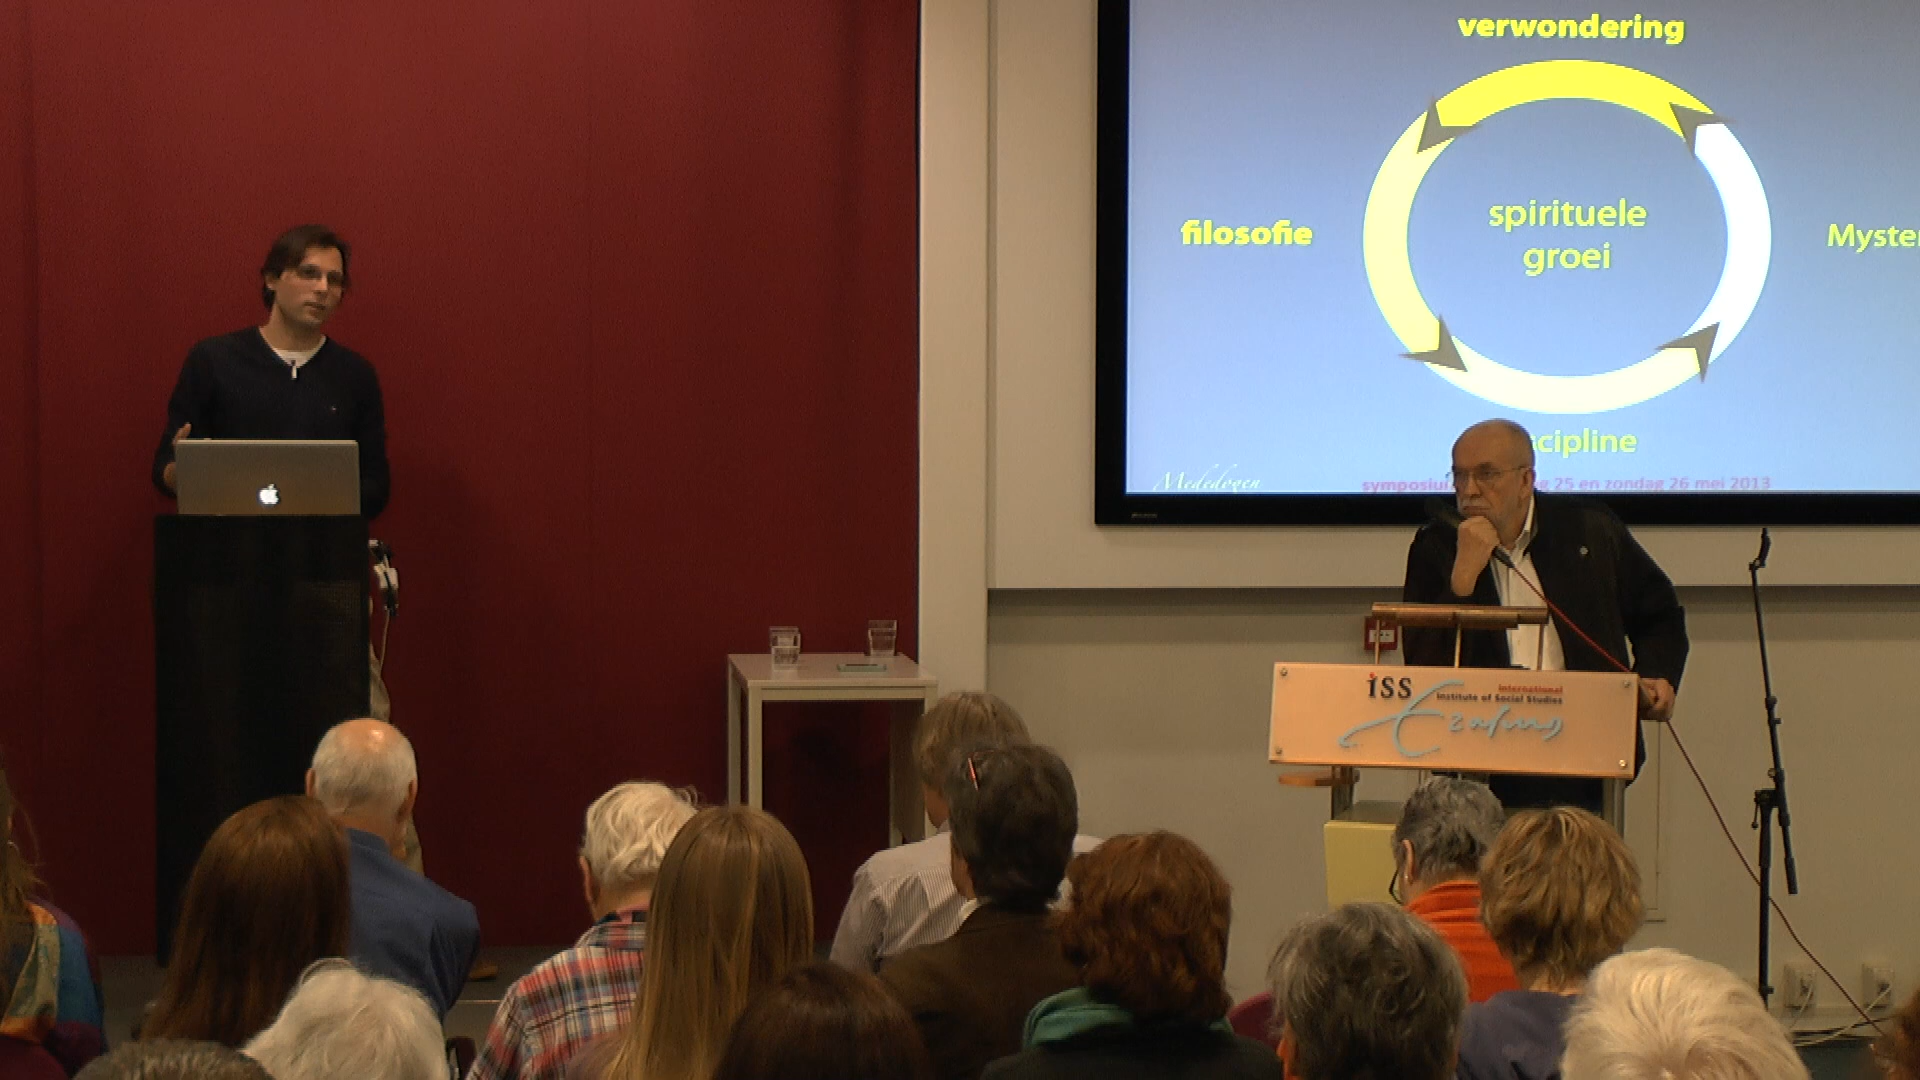 verwondering
filosofie
spirituele
groei
Myster
cipline
Mededogen
symposiu
g 25 en zondag 26 mei 2013
iSS
International
Institute of Social Studies
Erasmus